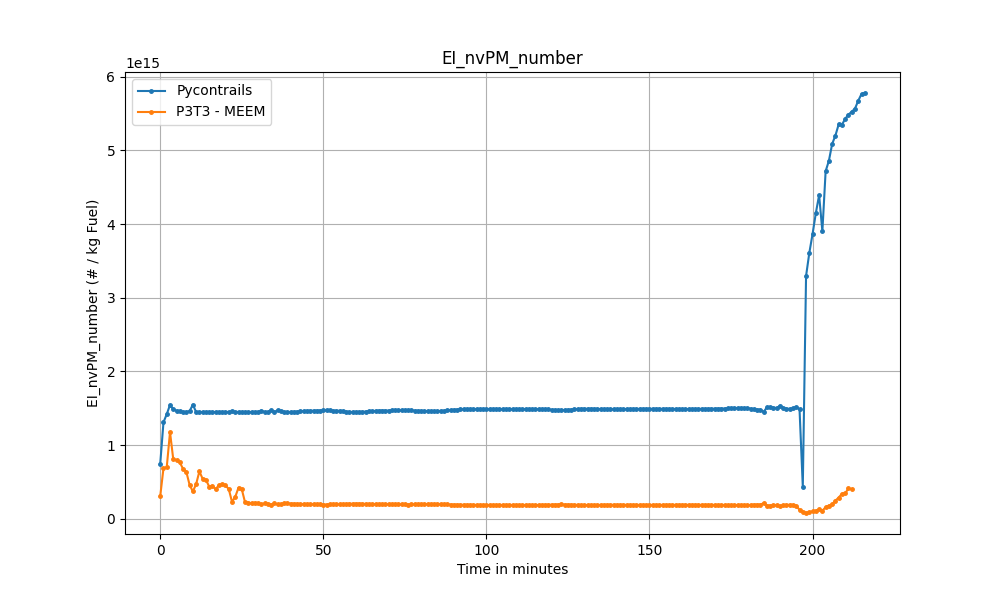 EI_nvPM_number
1e15
Pycontrails
P3T3 - MEEM
EI_nvPM_number (# / kg Fuel)
6
5
4
3
2
1
0
0 50 100 150 200
Time in minutes